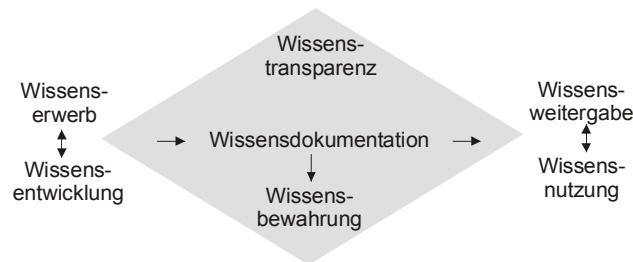 Wissens-
transparenz
Wissens-
erwerb
Wissens-
entwicklung
Wissensdokumentation
Wissens-
bewahrung
Wissens-
weitergabe
Wissens-
nutzung